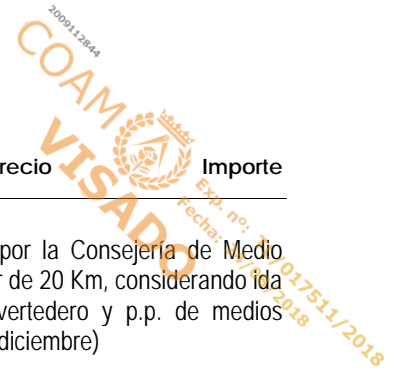 2009112844
COAM
VISADO
Exp. nº:
017511/2018
Fecha:
/2018
recio Importe
por la Consejería de Medio
de 20 Km, considerando ida
vertedero y p.p. de medios
diciembre)